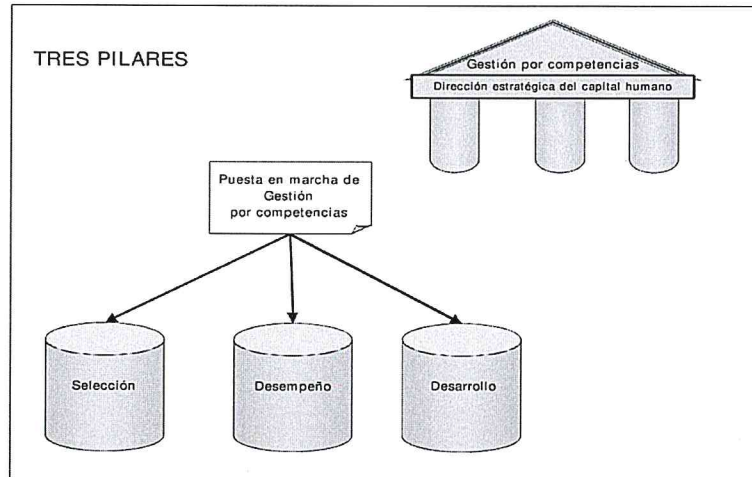 TRES PILARES
Gestión por competencias
Dirección estratégica del capital humano
Puesta en marcha de
Gestión
por competencias
Selección
Desempeño
Desarrollo